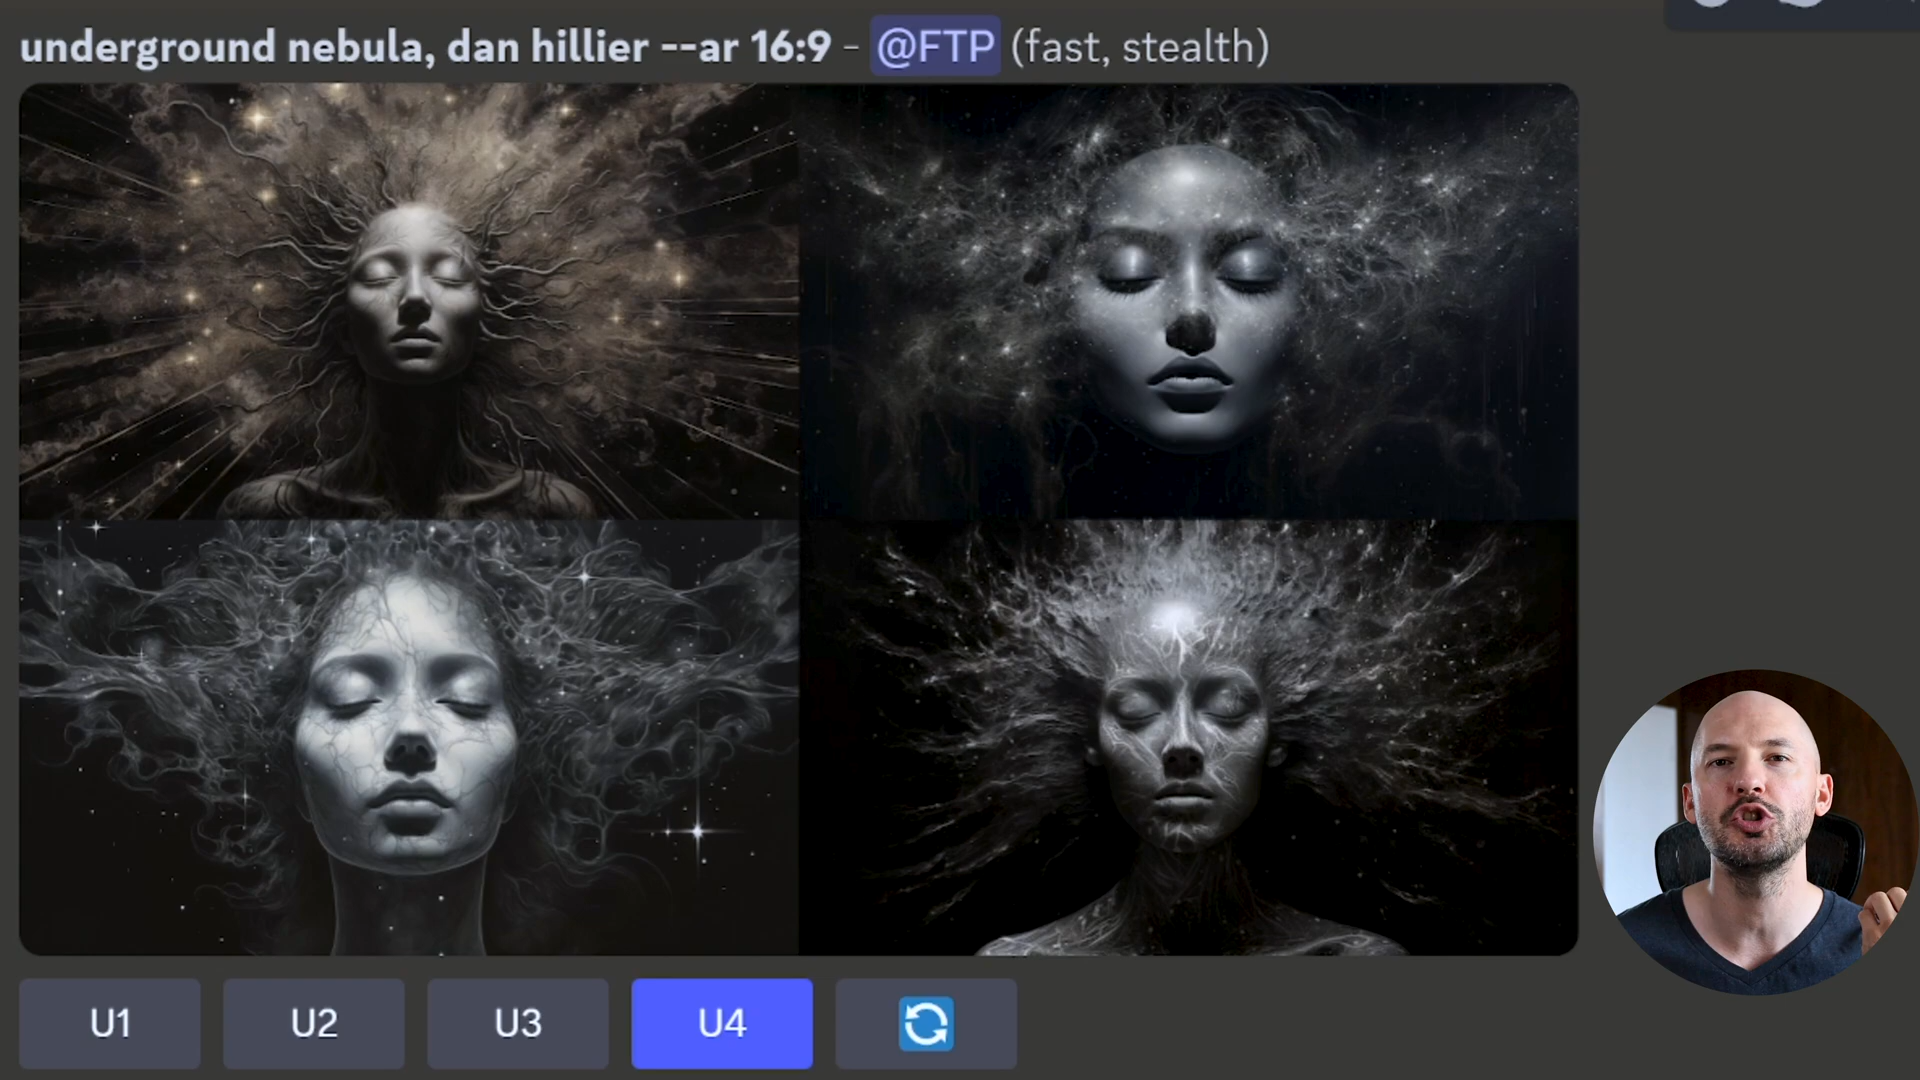 underground nebula, dan hillier --ar 16:9 - @FTP (fast, stealth)
U1 U2 U3 U4